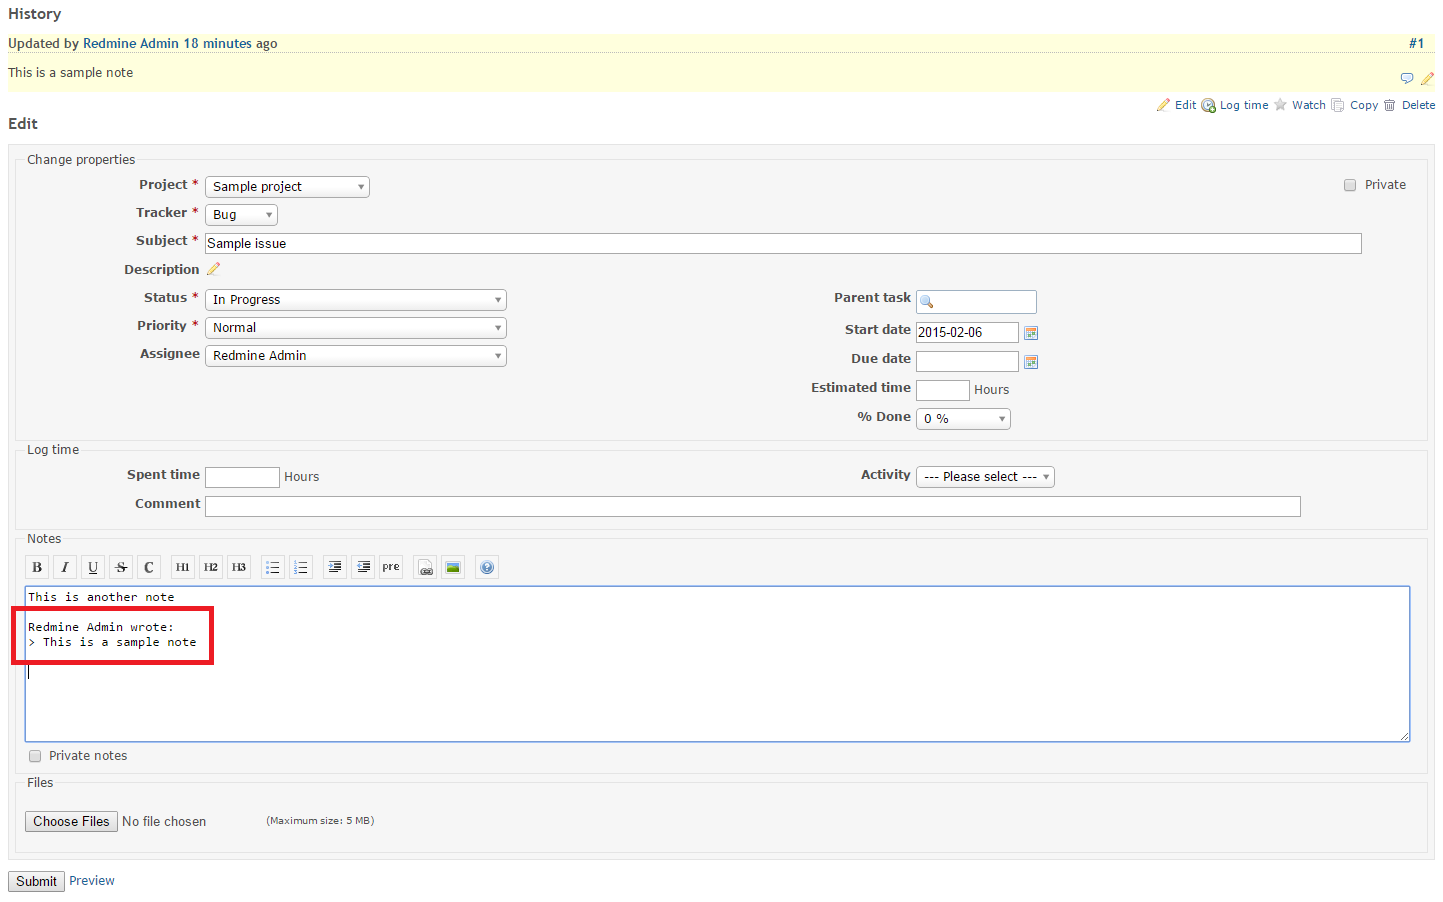 History
Updated by Redmine Admin 18 minutes ago #1
This is a sample note
Edit Log time Watch Copy Delete
Edit
Change properties
Project * Sample project Private
Tracker * Bug
Subject * Sample issue
Description
Status * In Progress Parent task
Priority * Normal Start date 2015-02-06
Assignee Redmine Admin Due date
Estimated time Hours
% Done 0 %
Log time
Spent time Hours Activity --- Please select ---
Comment
Notes
B I U S C H1 H2 H3 pre
This is another note
Redmine Admin wrote:
> This is a sample note
Private notes
Files
Choose Files No file chosen (Maximum size: 5 MB)
Submit Preview